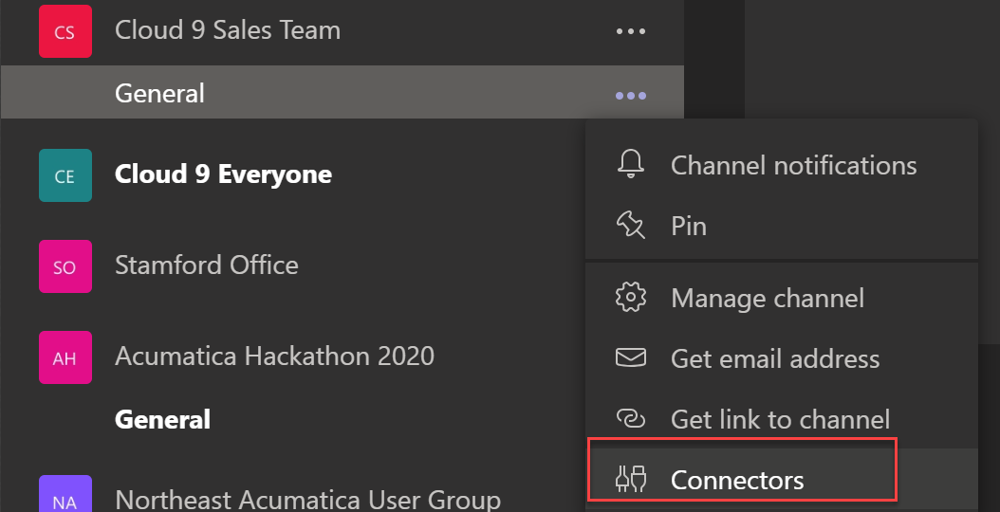 CS Cloud 9 Sales Team
General
CE Cloud 9 Everyone
SO Stamford Office
AH Acumatica Hackathon 2020
General
NA Northeast Acumatica User Group
Channel notifications
Pin
Manage channel
Get email address
Get link to channel
Connectors